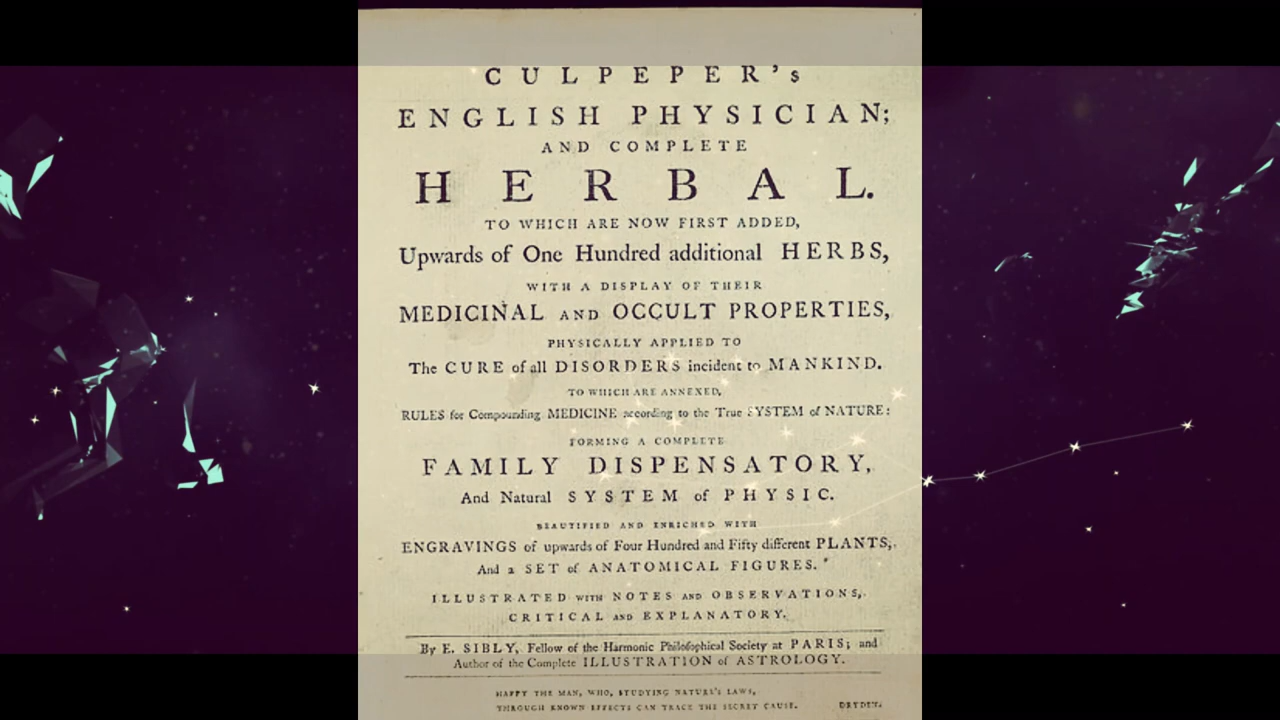 CULPEPER's
ENGLISH PHYSICIAN;
AND COMPLETE
HERBAL.
TO WHICH ARE NOW FIRST ADDED,
Upwards of One Hundred additional HERBS,
WITH A DISPLAY OF THEIR
MEDICINAL AND OCCULT PROPERTIES,
PHYSICALLY APPLIED TO
The CURE of all DISORDERS incident to MANKIND.
TO WHICH ARE ANNEXED,
RULES for Compounding MEDICINE according to the True SYSTEM of NATURE:
FORMING A COMPLETE
FAMILY DISPENSATORY,
And Natural SYSTEM of PHYSIC.
BEAUTIFIED AND ENRICHED WITH
ENGRAVINGS of upwards of Four Hundred and Fifty different PLANTS,
And a SET of ANATOMICAL FIGURES.
ILLUSTRATED WITH NOTES AND OBSERVATIONS,
CRITICAL AND EXPLANATORY.
By E. SIBLY, Fellow of the Harmonic Philosophical Society at PARIS; and
Author of the Complete ILLUSTRATION of ASTROLOGY.
HAPPY THE MAN, WHO, STUDYING NATURE'S LAWS,
THROUGH KNOWN EFFECTS CAN TRACE THE SECRET CAUSE. DRYDEN.